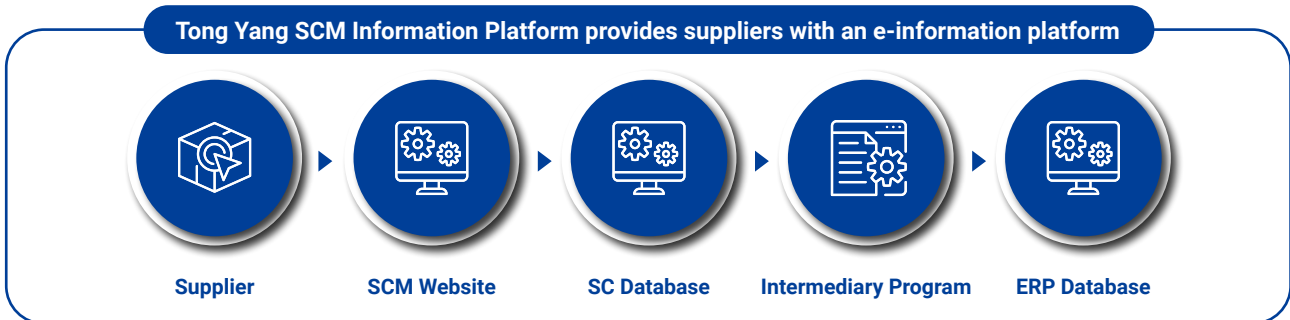 Tong Yang SCM Information Platform provides suppliers with an e-information platform
Supplier
SCM Website
SC Database
Intermediary Program
ERP Database